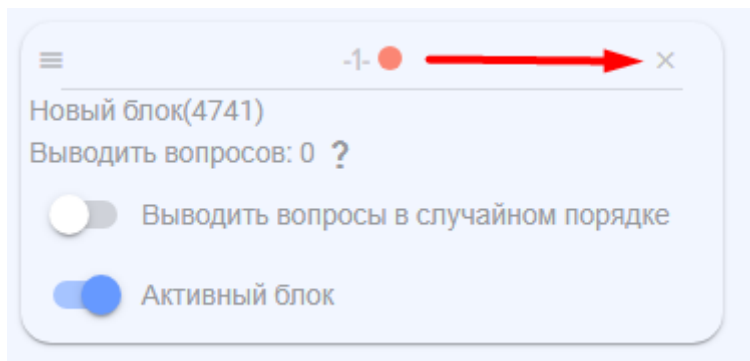 -1-
Новый блок(4741)
Выводить вопросов: 0 ?
Выводить вопросы в случайном порядке
Активный блок